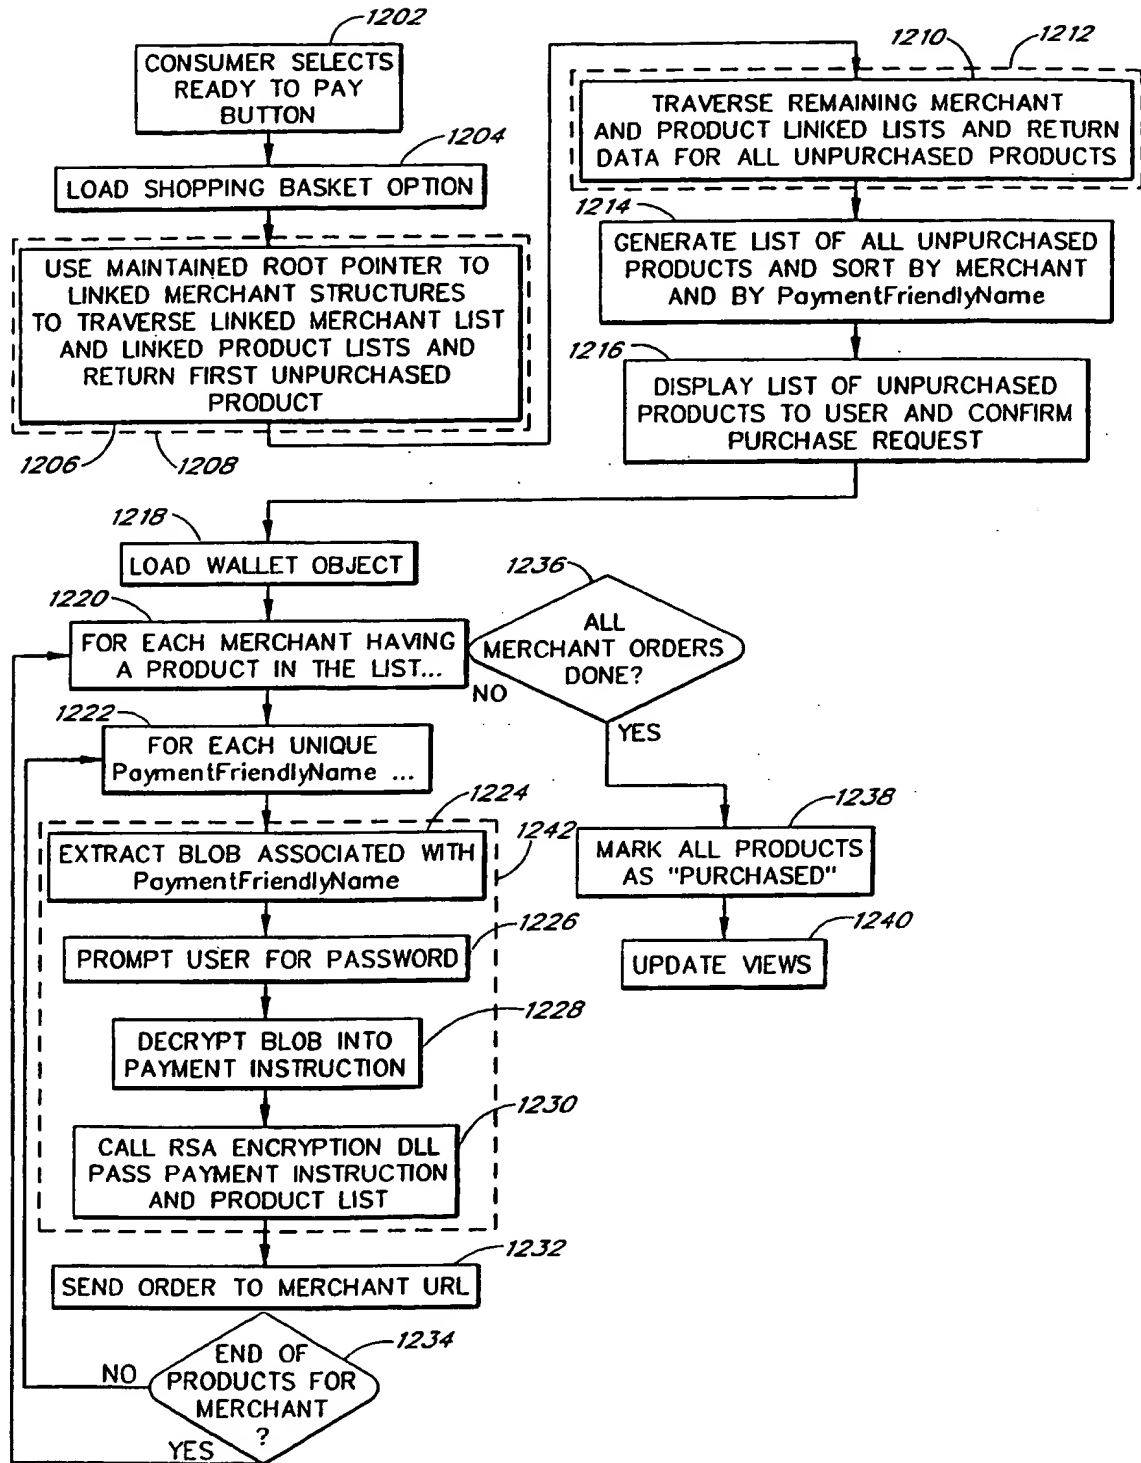 1202
CONSUMER SELECTS
READY TO PAY
BUTTON
1204
LOAD SHOPPING BASKET OPTION
USE MAINTAINED ROOT POINTER TO
LINKED MERCHANT STRUCTURES
TO TRAVERSE LINKED MERCHANT LIST
AND LINKED PRODUCT LISTS AND
RETURN FIRST UNPURCHASED
PRODUCT
1206
1208
1210
1212
TRAVERSE REMAINING MERCHANT
AND PRODUCT LINKED LISTS AND RETURN
DATA FOR ALL UNPURCHASED PRODUCTS
1214
GENERATE LIST OF ALL UNPURCHASED
PRODUCTS AND SORT BY MERCHANT
AND BY PaymentFriendlyName
1216
DISPLAY LIST OF UNPURCHASED
PRODUCTS TO USER AND CONFIRM
PURCHASE REQUEST
1218
LOAD WALLET OBJECT
1220
FOR EACH MERCHANT HAVING
A PRODUCT IN THE LIST...
1222
FOR EACH UNIQUE
PaymentFriendlyName ...
1224
1242
EXTRACT BLOB ASSOCIATED WITH
PaymentFriendlyName
1226
PROMPT USER FOR PASSWORD
1228
DECRYPT BLOB INTO
PAYMENT INSTRUCTION
1230
CALL RSA ENCRYPTION DLL
PASS PAYMENT INSTRUCTION
AND PRODUCT LIST
1232
SEND ORDER TO MERCHANT URL
1234
END OF
PRODUCTS FOR
MERCHANT
?
NO
YES
1236
ALL
MERCHANT ORDERS
DONE?
NO
YES
1238
MARK ALL PRODUCTS
AS "PURCHASED"
1240
UPDATE VIEWS